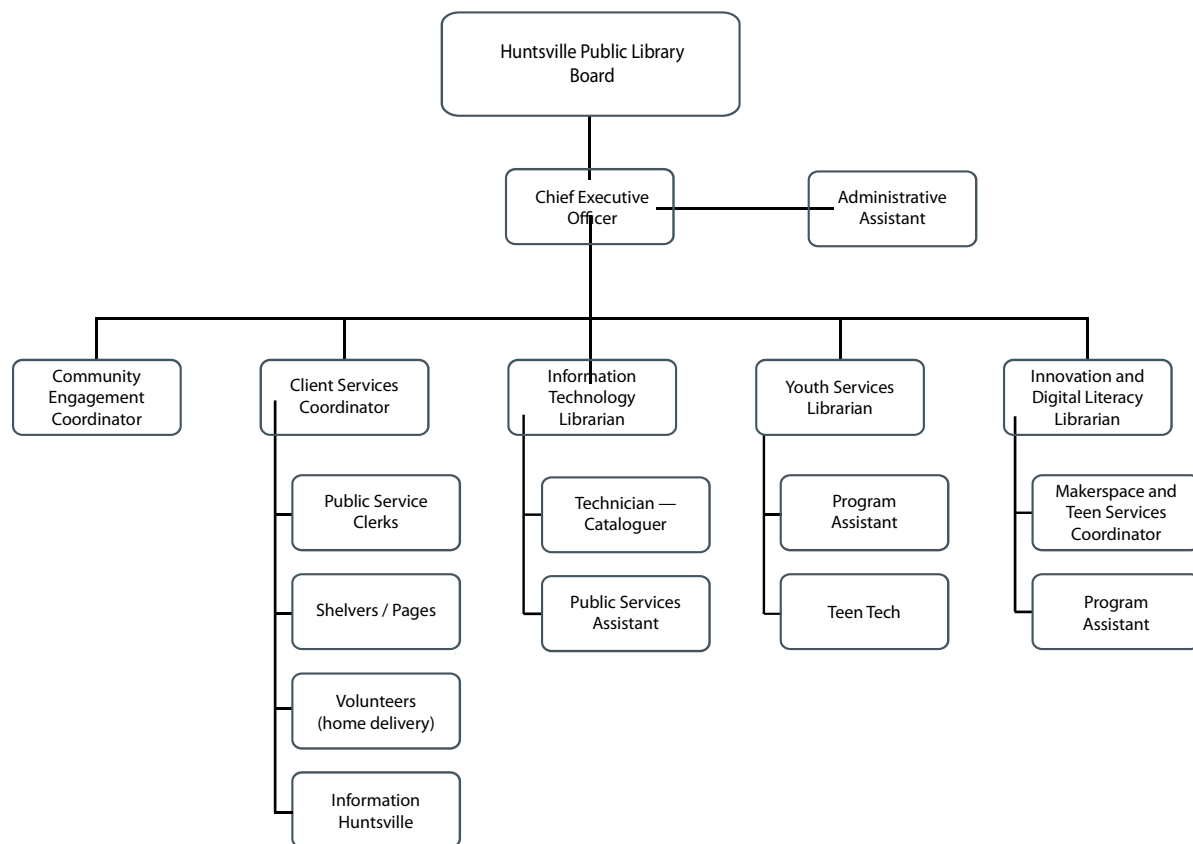 Huntsville Public Library
Board
Chief Executive
Officer
Administrative
Assistant
Community
Engagement
Coordinator
Client Services
Coordinator
Information
Technology
Librarian
Youth Services
Librarian
Innovation and
Digital Literacy
Librarian
Public Service
Clerks
Shelvers / Pages
Volunteers
(home delivery)
Information
Huntsville
Technician —
Cataloguer
Public Services
Assistant
Program
Assistant
Teen Tech
Makerspace and
Teen Services
Coordinator
Program
Assistant